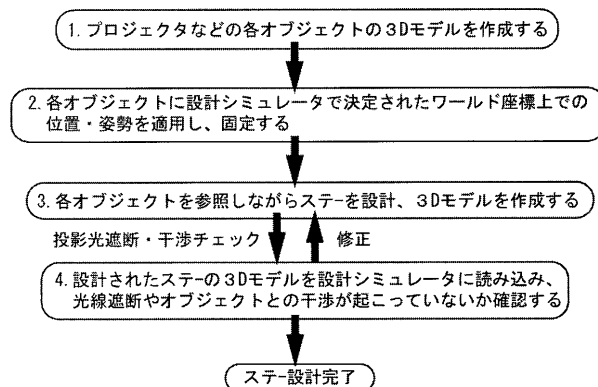 1. プロジェクタなどの各オブジェクトの3Dモデルを作成する
2. 各オブジェクトに設計シミュレータで決定されたワールド座標上での
位置・姿勢を適用し、固定する
3. 各オブジェクトを参照しながらステーを設計、3Dモデルを作成する
投影光遮断・干渉チェック 修正
4. 設計されたステーの3Dモデルを設計シミュレータに読み込み、
光線遮断やオブジェクトとの干渉が起こっていないか確認する
ステー設計完了